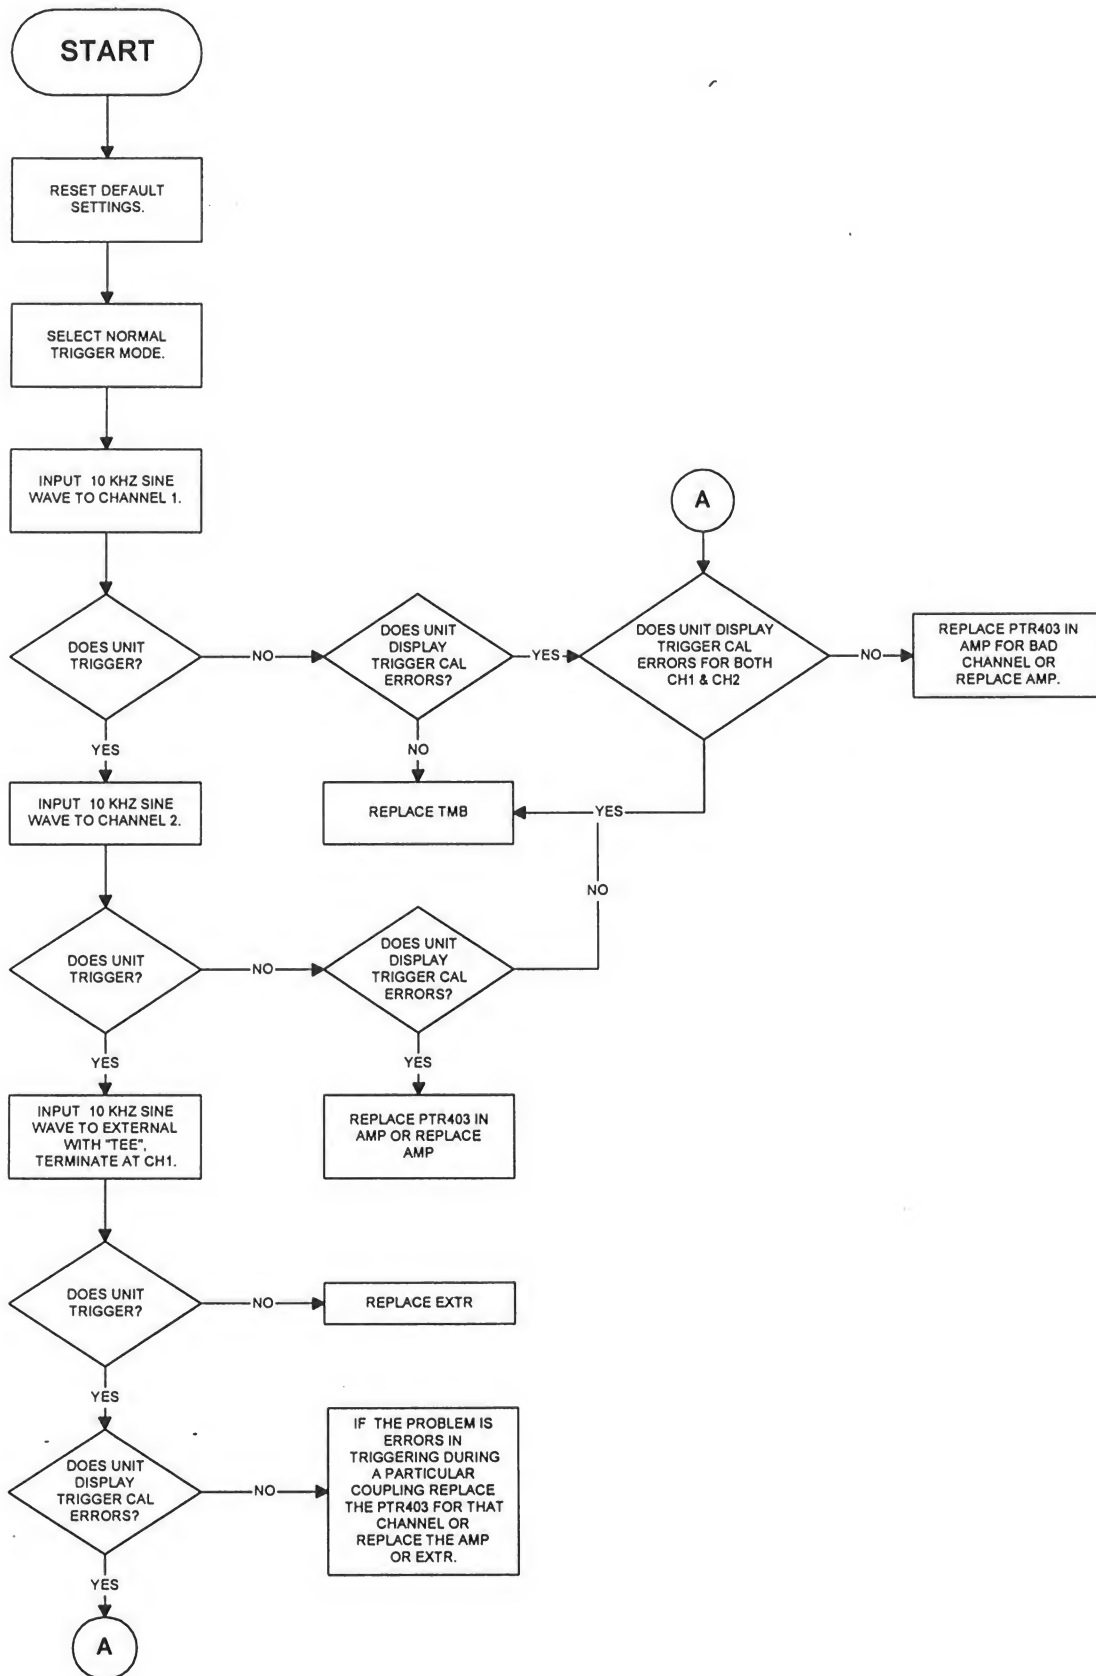 START
RESET DEFAULT
SETTINGS.
SELECT NORMAL
TRIGGER MODE.
INPUT 10 KHZ SINE
WAVE TO CHANNEL 1.
A
DOES UNIT
TRIGGER?
NO
DOES UNIT
DISPLAY
TRIGGER CAL
ERRORS?
YES
DOES UNIT DISPLAY
TRIGGER CAL
ERRORS FOR BOTH
CH1 & CH2
NO
REPLACE PTR403 IN
AMP FOR BAD
CHANNEL OR
REPLACE AMP.
YES
NO
INPUT 10 KHZ SINE
WAVE TO CHANNEL 2.
REPLACE TMB
YES
NO
DOES UNIT
TRIGGER?
NO
DOES UNIT
DISPLAY
TRIGGER CAL
ERRORS?
YES
YES
INPUT 10 KHZ SINE
WAVE TO EXTERNAL
WITH "TEE",
TERMINATE AT CH1.
REPLACE PTR403 IN
AMP OR REPLACE
AMP
DOES UNIT
TRIGGER?
NO
REPLACE EXTR
YES
DOES UNIT
DISPLAY
TRIGGER CAL
ERRORS?
NO
IF THE PROBLEM IS
ERRORS IN
TRIGGERING DURING
A PARTICULAR
COUPLING REPLACE
THE PTR403 FOR THAT
CHANNEL OR
REPLACE THE AMP
OR EXTR.
YES
A